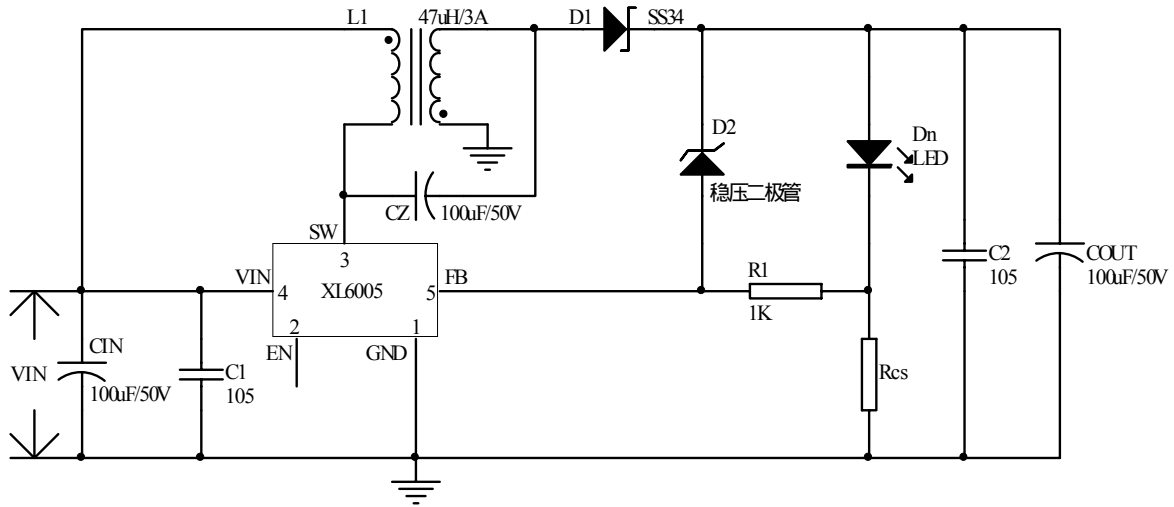 L1 47uH/3A D1 SS34
D2
Dn
LED
稳压二极管
CZ 100uF/50V
SW
3
VIN FB
4 XL6005 5
2 1
EN GND
R1
1K
C2
105
COUT
100uF/50V
VIN
CIN
100uF/50V
C1
105
Rcs